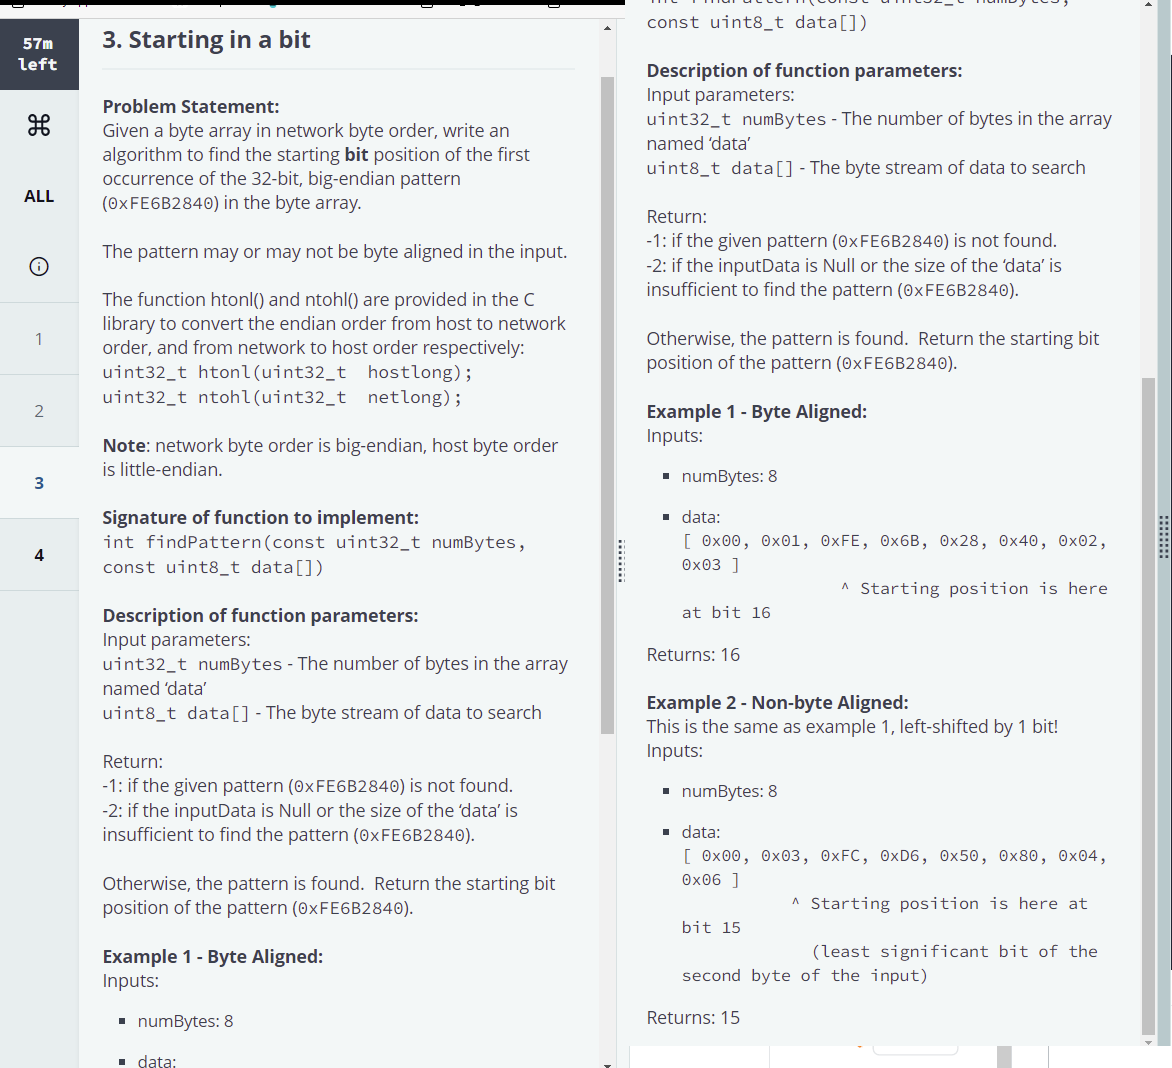 57m
left
ALL
1
2
3
4
3. Starting in a bit
Problem Statement:
Given a byte array in network byte order, write an
algorithm to find the starting bit position of the first
occurrence of the 32-bit, big-endian pattern
(0xFE6B2840) in the byte array.
The pattern may or may not be byte aligned in the input.
The function htonl() and ntohl() are provided in the C
library to convert the endian order from host to network
order, and from network to host order respectively:
uint32_t htonl(uint32_t  hostlong);
uint32_t ntohl(uint32_t  netlong);
Note: network byte order is big-endian, host byte order
is little-endian.
Signature of function to implement:
int findPattern(const uint32_t numBytes,
const uint8_t data[])
Description of function parameters:
Input parameters:
uint32_t numBytes - The number of bytes in the array
named ‘data’
uint8_t data[] - The byte stream of data to search
Return:
-1: if the given pattern (0xFE6B2840) is not found.
-2: if the inputData is Null or the size of the ‘data’ is
insufficient to find the pattern (0xFE6B2840).
Otherwise, the pattern is found.  Return the starting bit
position of the pattern (0xFE6B2840).
Example 1 - Byte Aligned:
Inputs:
▪ numBytes: 8
▪ data:
int findPattern(const uint32_t numBytes,
const uint8_t data[])
Description of function parameters:
Input parameters:
uint32_t numBytes - The number of bytes in the array
named ‘data’
uint8_t data[] - The byte stream of data to search
Return:
-1: if the given pattern (0xFE6B2840) is not found.
-2: if the inputData is Null or the size of the ‘data’ is
insufficient to find the pattern (0xFE6B2840).
Otherwise, the pattern is found.  Return the starting bit
position of the pattern (0xFE6B2840).
Example 1 - Byte Aligned:
Inputs:
▪ numBytes: 8
▪ data:
[ 0x00, 0x01, 0xFE, 0x6B, 0x28, 0x40, 0x02,
0x03 ]
^ Starting position is here
at bit 16
Returns: 16
Example 2 - Non-byte Aligned:
This is the same as example 1, left-shifted by 1 bit!
Inputs:
▪ numBytes: 8
▪ data:
[ 0x00, 0x03, 0xFC, 0xD6, 0x50, 0x80, 0x04,
0x06 ]
^ Starting position is here at
bit 15
(least significant bit of the
second byte of the input)
Returns: 15